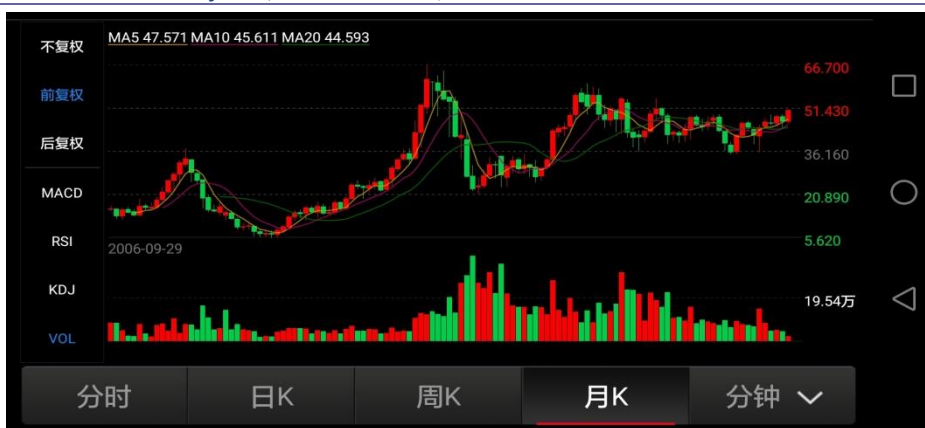 不复权
前复权
后复权
MACD
RSI
KDJ
VOL
MA5 47.571 MA10 45.611 MA20 44.593
66.700
51.430
36.160
20.890
5.620
2006-09-29
19.54万
分时 日K 周K 月K 分钟